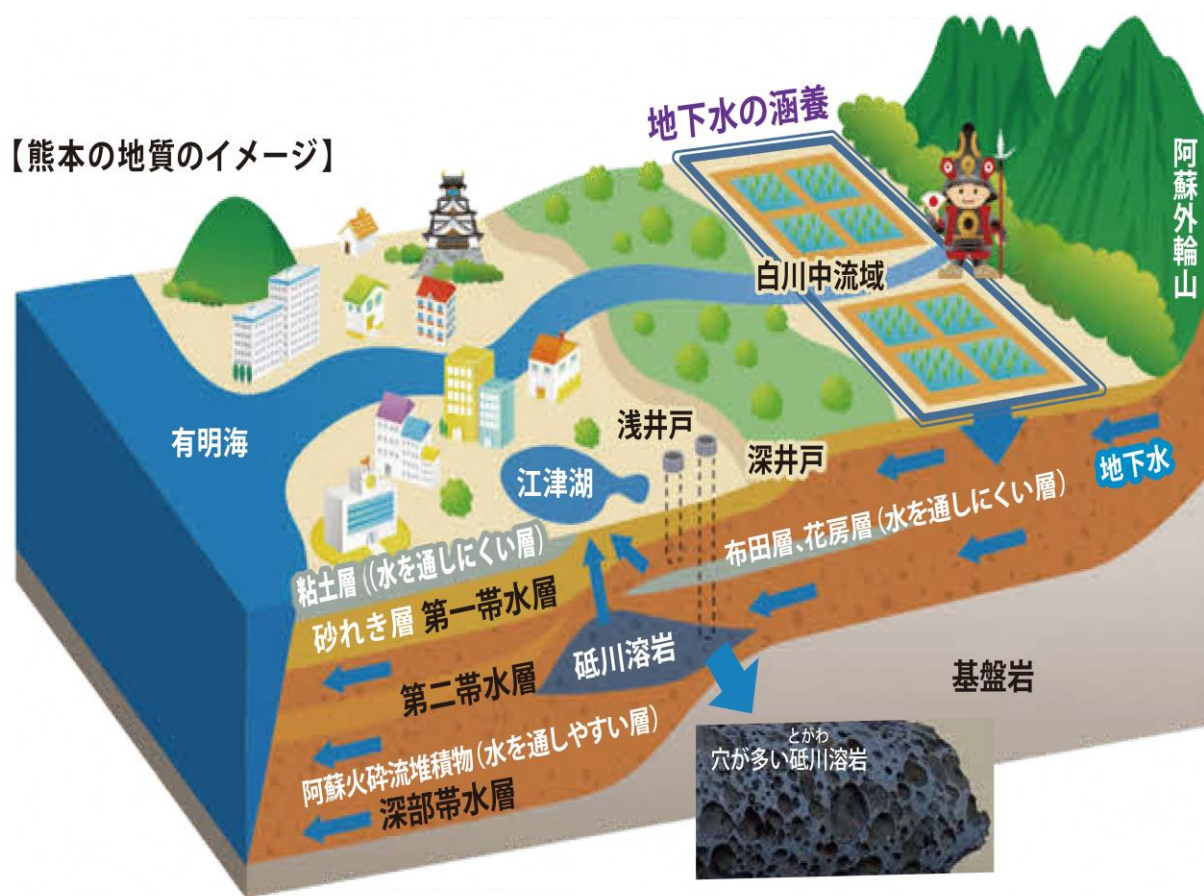 【熊本の地質のイメージ】
地下水の涵養
阿蘇外輪山
白川中流域
有明海
浅井戸
深井戸
江津湖
地下水
布田層、花房層(水を通しにくい層)
粘土層((水を通しにくい層)
砂れき層 第一帯水層
砥川溶岩
第二帯水層
基盤岩
阿蘇火砕流堆積物(水を通しやすい層)
深部帯水層
とがわ
穴が多い砥川溶岩